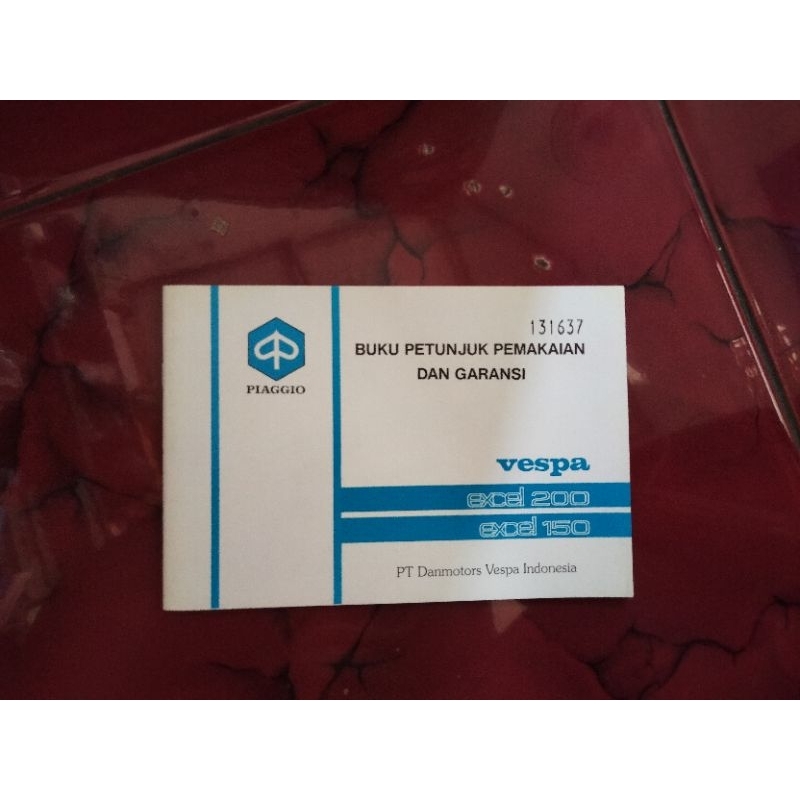 131637
BUKU PETUNJUK PEMAKAIAN
DAN GARANSI
PIAGGIO
vespa
excel 200
excel 150
PT Danmotors Vespa Indonesia